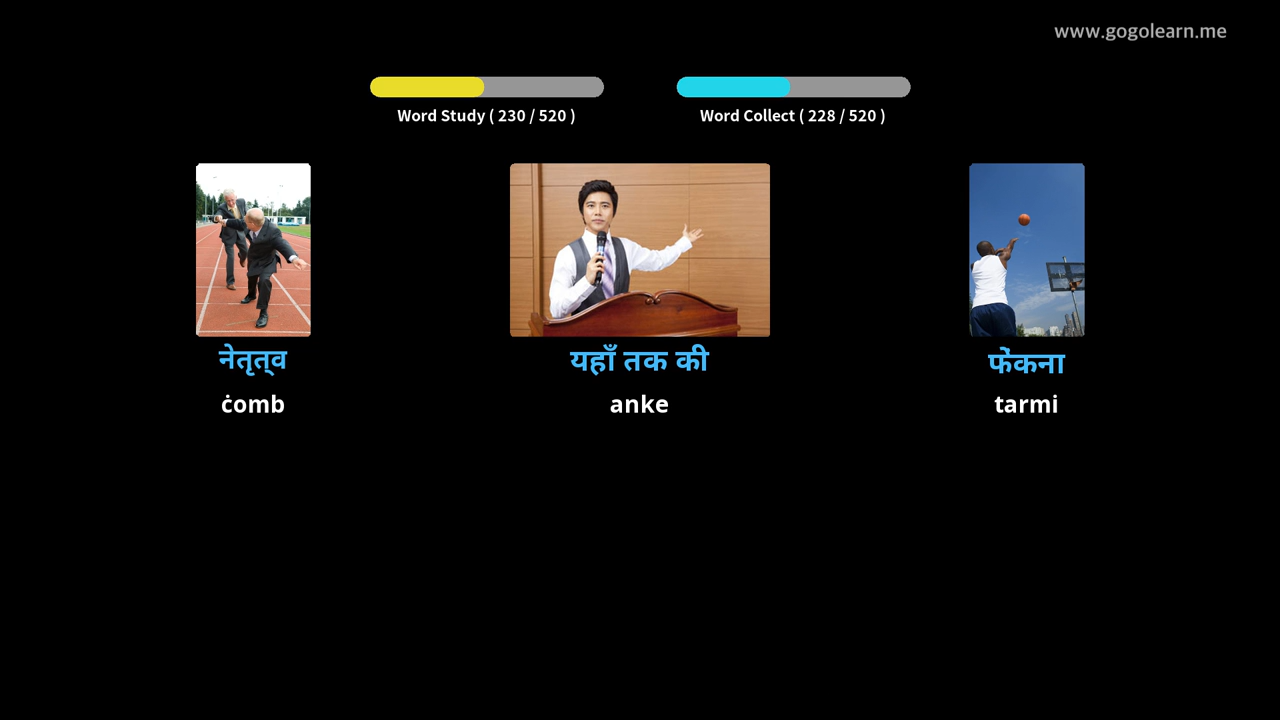 www.gogolearn.me
Word Study ( 230 / 520 )
Word Collect ( 228 / 520 )
नेतृत्व
यहाँ तक की
फेंकना
ċomb
anke
tarmi